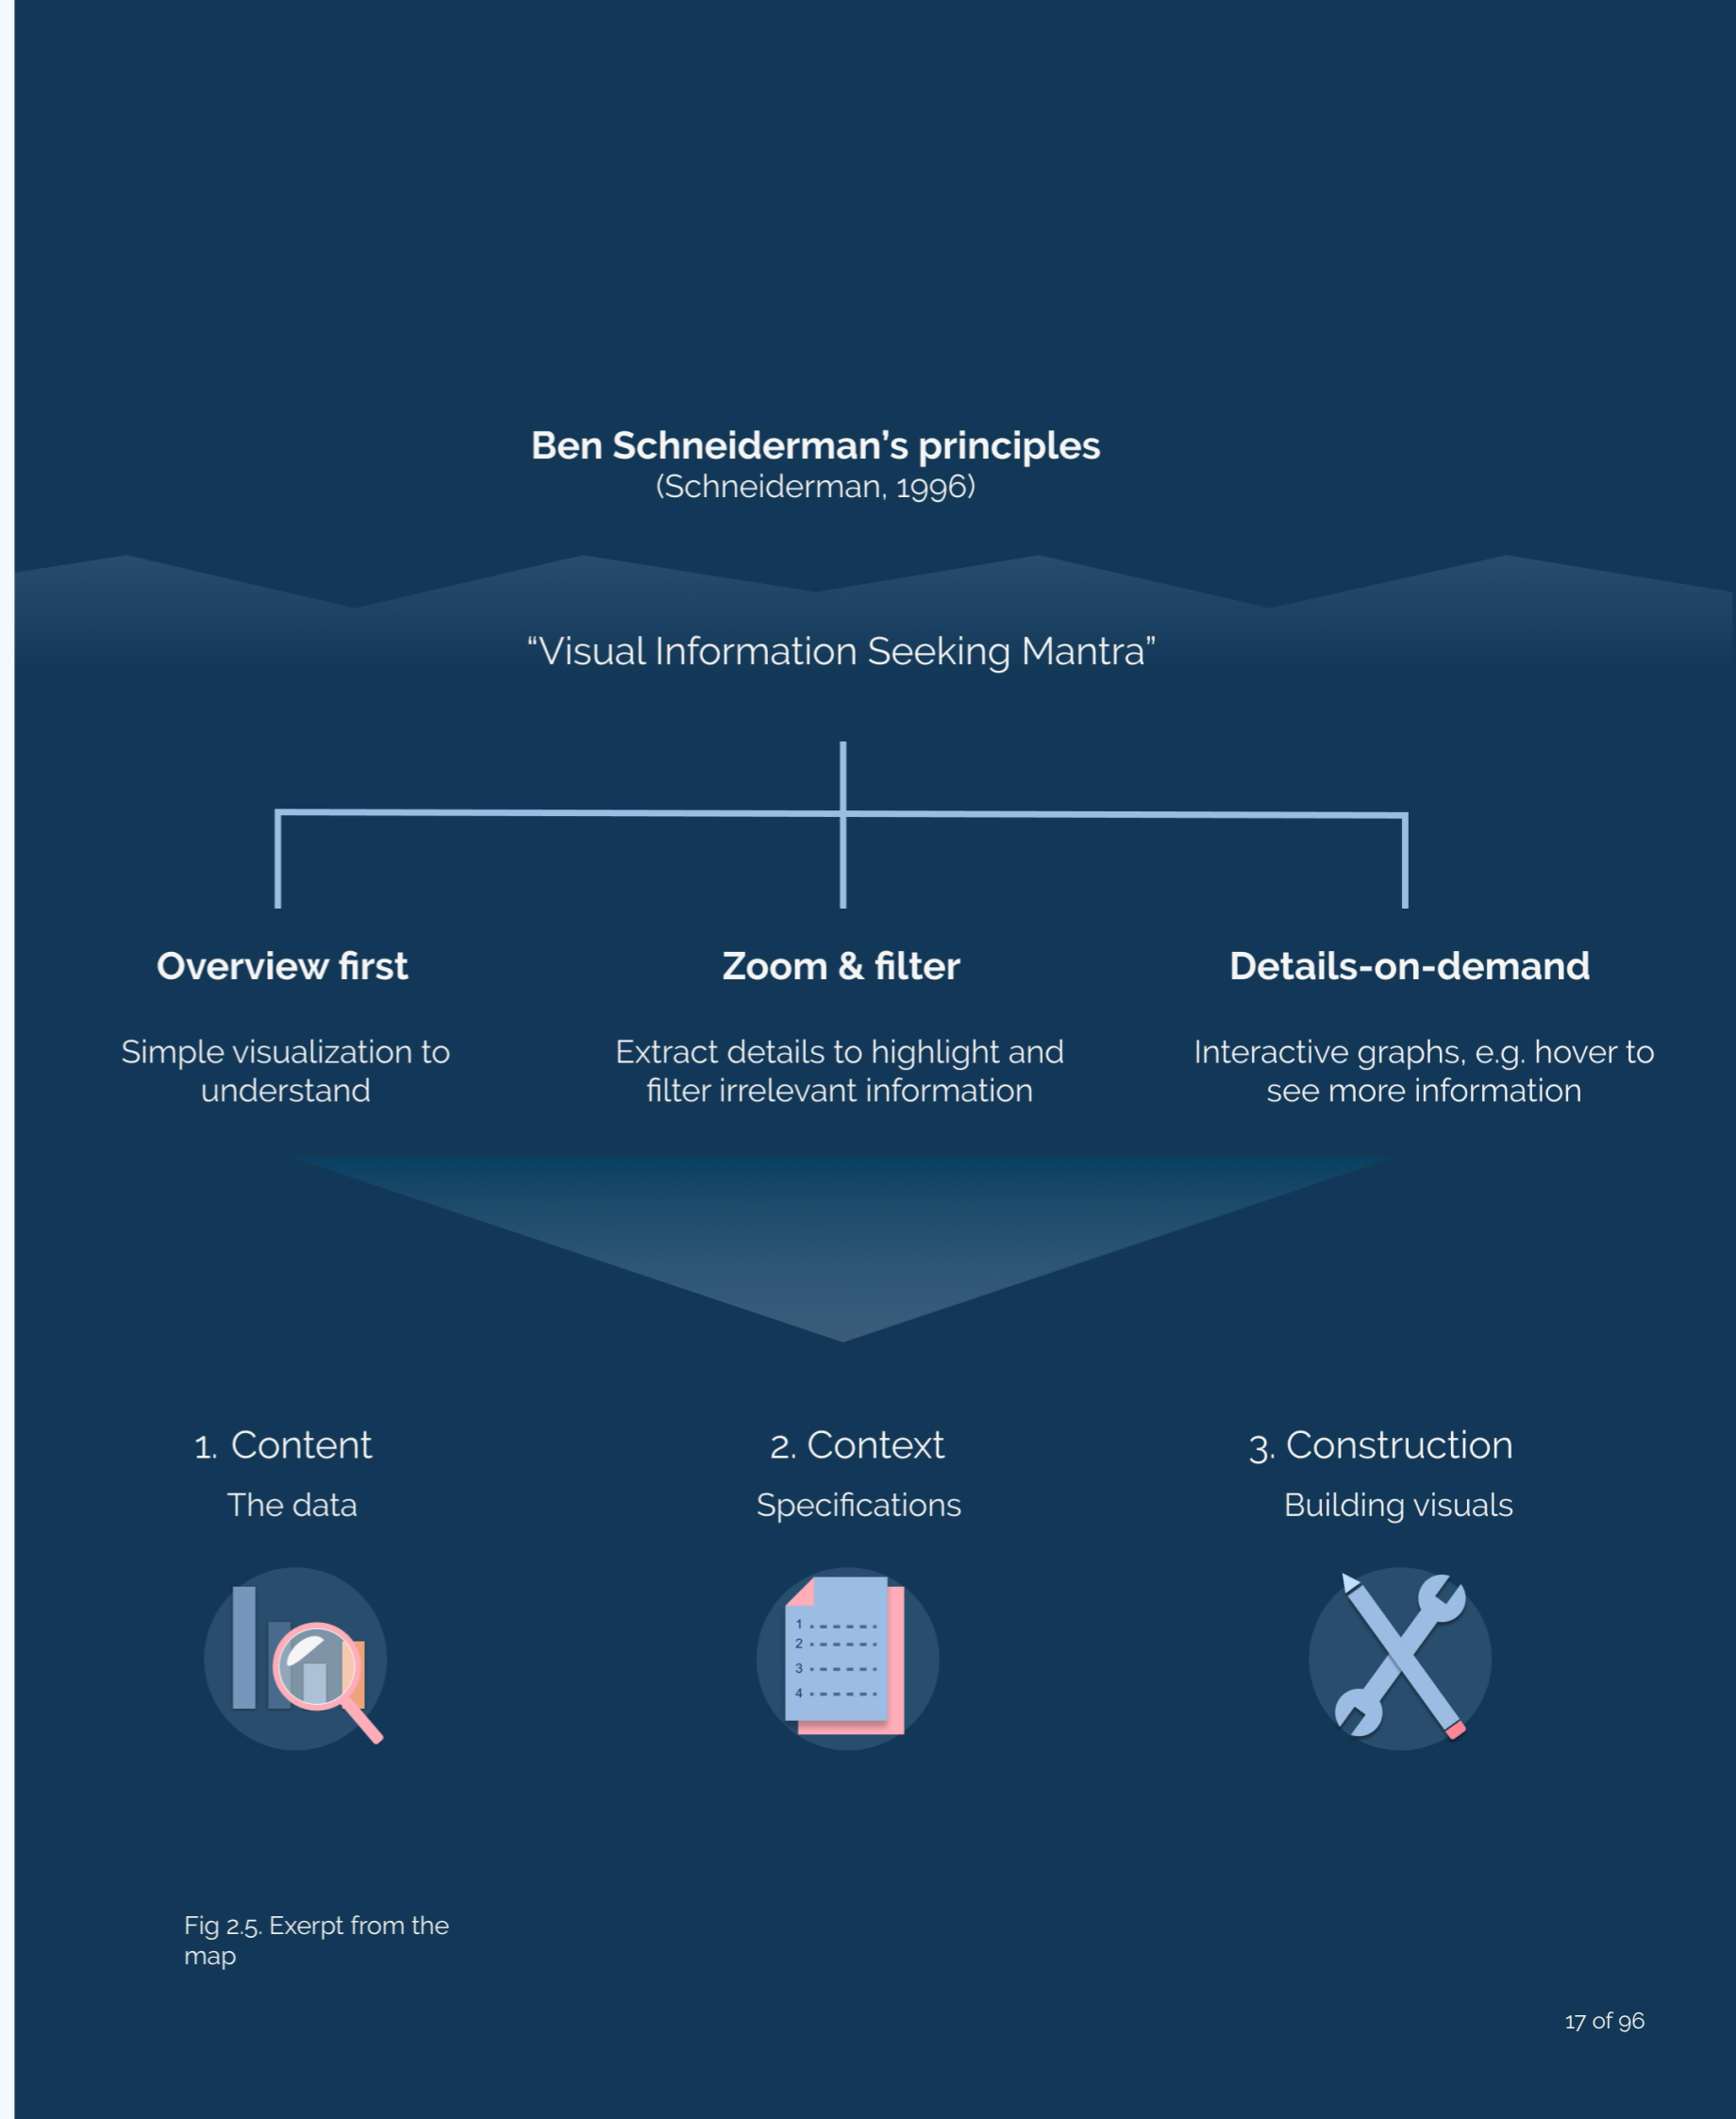 Ben Schneiderman’s principles
(Schneiderman, 1996)
“Visual Information Seeking Mantra”
Overview first
Simple visualization to
understand
Zoom & filter
Extract details to highlight and
filter irrelevant information
Details-on-demand
Interactive graphs, e.g. hover to
see more information
1. Content
The data
2. Context
Specifications
1
2
3
4
3. Construction
Building visuals
Fig 2.5. Exerpt from the
map
17 of 96